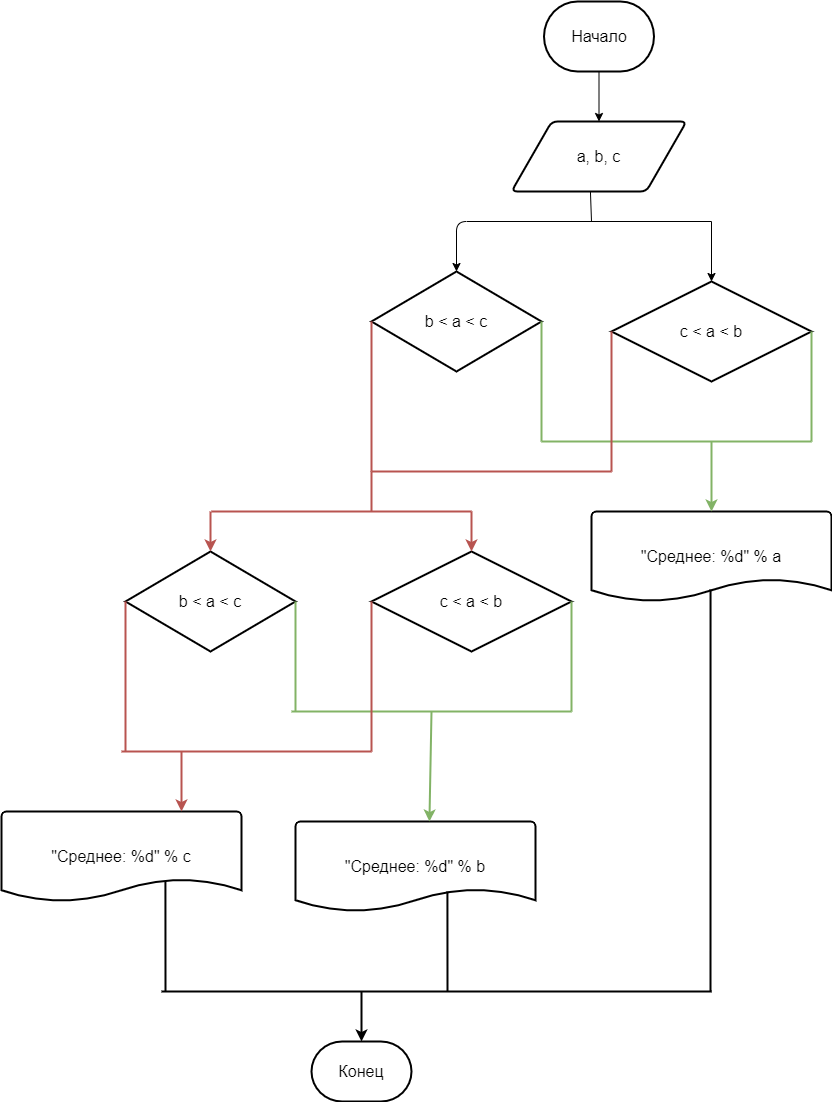 Начало
a, b, c
b < a < c
c < a < b
"Среднее: %d" % a
b < a < c
c < a < b
"Среднее: %d" % c
"Среднее: %d" % b
Конец